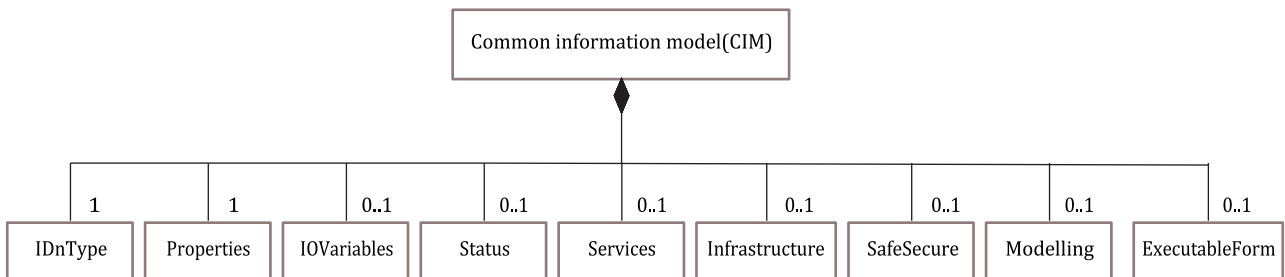 Common information model(CIM)
1 1 0..1 0..1 0..1 0..1 0..1 0..1 0..1
IDnType Properties IOVariables Status Services Infrastructure SafeSecure Modelling ExecutableForm